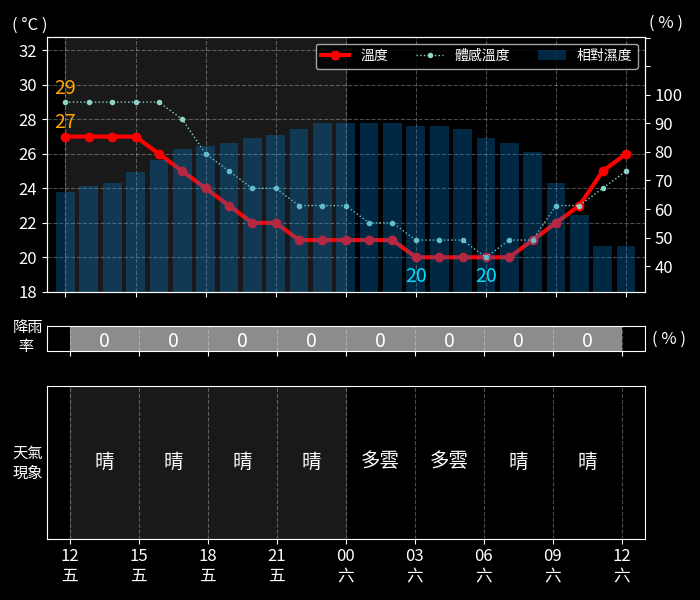 ( °C )
( % )
溫度
體感溫度
相對濕度
32
30
28
26
24
22
20
18
100
90
80
70
60
50
40
29
27
20
20
降雨
率
0 0 0 0 0 0 0 0
( % )
天氣
現象
晴 晴 晴 晴 多雲 多雲 晴 晴
12 15 18 21 00 03 06 09 12
五 五 五 五 六 六 六 六 六